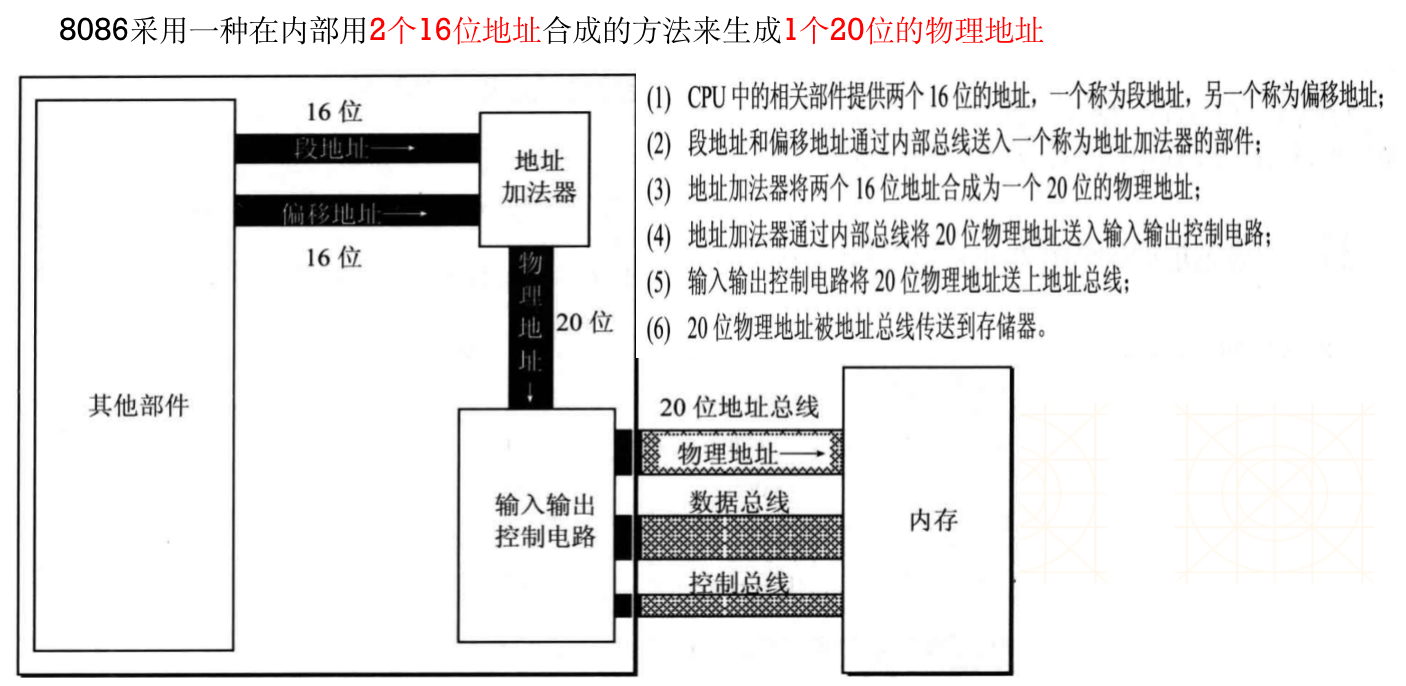 8086采用一种在内部用2个16位地址合成的方法来生成1个20位的物理地址
(1) CPU 中的相关部件提供两个 16 位的地址，一个称为段地址，另一个称为偏移地址；
(2) 段地址和偏移地址通过内部总线送入一个称为地址加法器的部件；
(3) 地址加法器将两个 16 位地址合成为一个 20 位的物理地址；
(4) 地址加法器通过内部总线将 20 位物理地址送入输入输出控制电路；
(5) 输入输出控制电路将 20 位物理地址送上地址总线；
(6) 20 位物理地址被地址总线传送到存储器。
16 位
段地址
地址
加法器
偏移地址
16 位
物理地址
20 位
其他部件
输入输出
控制电路
20 位地址总线
物理地址
数据总线
控制总线
内存